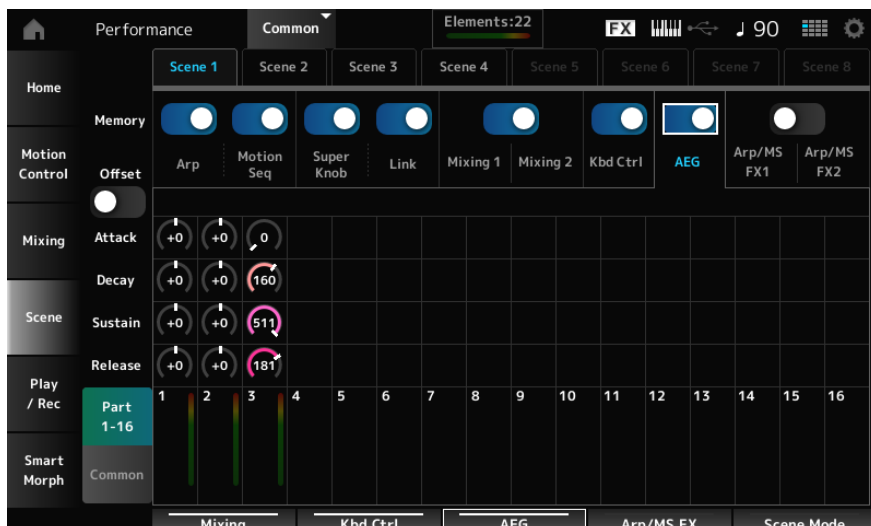 Performance Common Elements:22 FX 90
Scene 1 Scene 2 Scene 3 Scene 4 Scene 5 Scene 6 Scene 7 Scene 8
Home
Memory
Motion
Control
Arp
Motion
Seq
Super
Knob
Link
Mixing 1
Mixing 2
Kbd Ctrl
AEG
Arp/MS
FX1
Arp/MS
FX2
Offset
Mixing
Attack +0 +0 0
Decay +0 +0 160
Scene
Sustain +0 +0 511
Release +0 +0 181
Play
/ Rec
Part
1-16
1 2 3 4 5 6 7 8 9 10 11 12 13 14 15 16
Smart
Morph
Common
Mixing Kbd Ctrl AEG Arp/MS FX Scene Mode